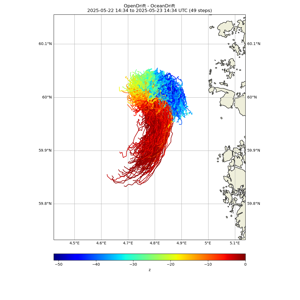 OpenDrift - OceanDrift
2025-05-22 14:34 to 2025-05-23 14:34 UTC (49 steps)
60.1°N 60.1°N
60°N 60°N
59.9°N 59.9°N
59.8°N 59.8°N
4.5°E 4.6°E 4.7°E 4.8°E 4.9°E 5°E 5.1°E
−50 −40 −30 −20 −10 0
z